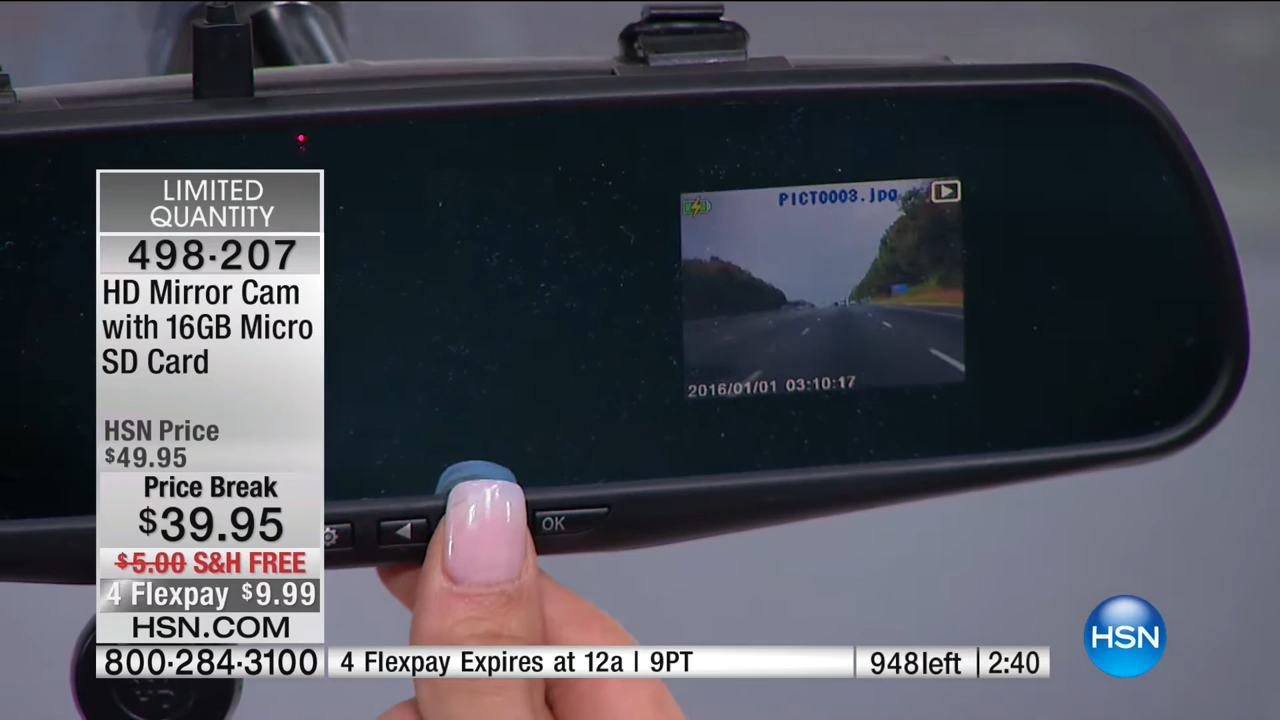 LIMITED
QUANTITY
498·207
HD Mirror Cam
with 16GB Micro
SD Card
HSN Price
$49.95
Price Break
$39.95
$5.00 S&H FREE
4 Flexpay $9.99
HSN.COM
800·284·3100
4 Flexpay Expires at 12a | 9PT
948left
2:40
PICT0003.jpg
2016/01/01 03:10:17
OK
HSN